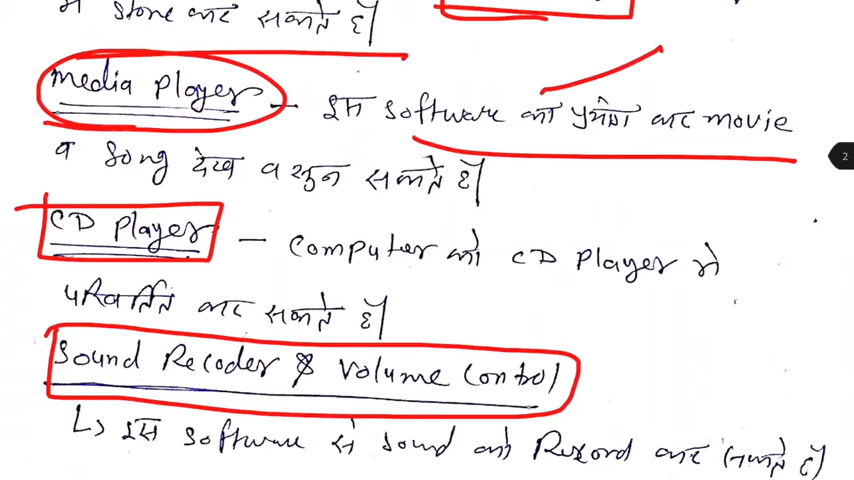 में store कर सकते हैं
Media Player — इस software का प्रयोग कर movie
व song देख व सुन सकते हैं
CD Player — Computer को CD Player में
परिवर्तित कर सकते हैं
Sound Recoder & Volume Control
↳ इस software से sound को Record कर सकते हैं
2